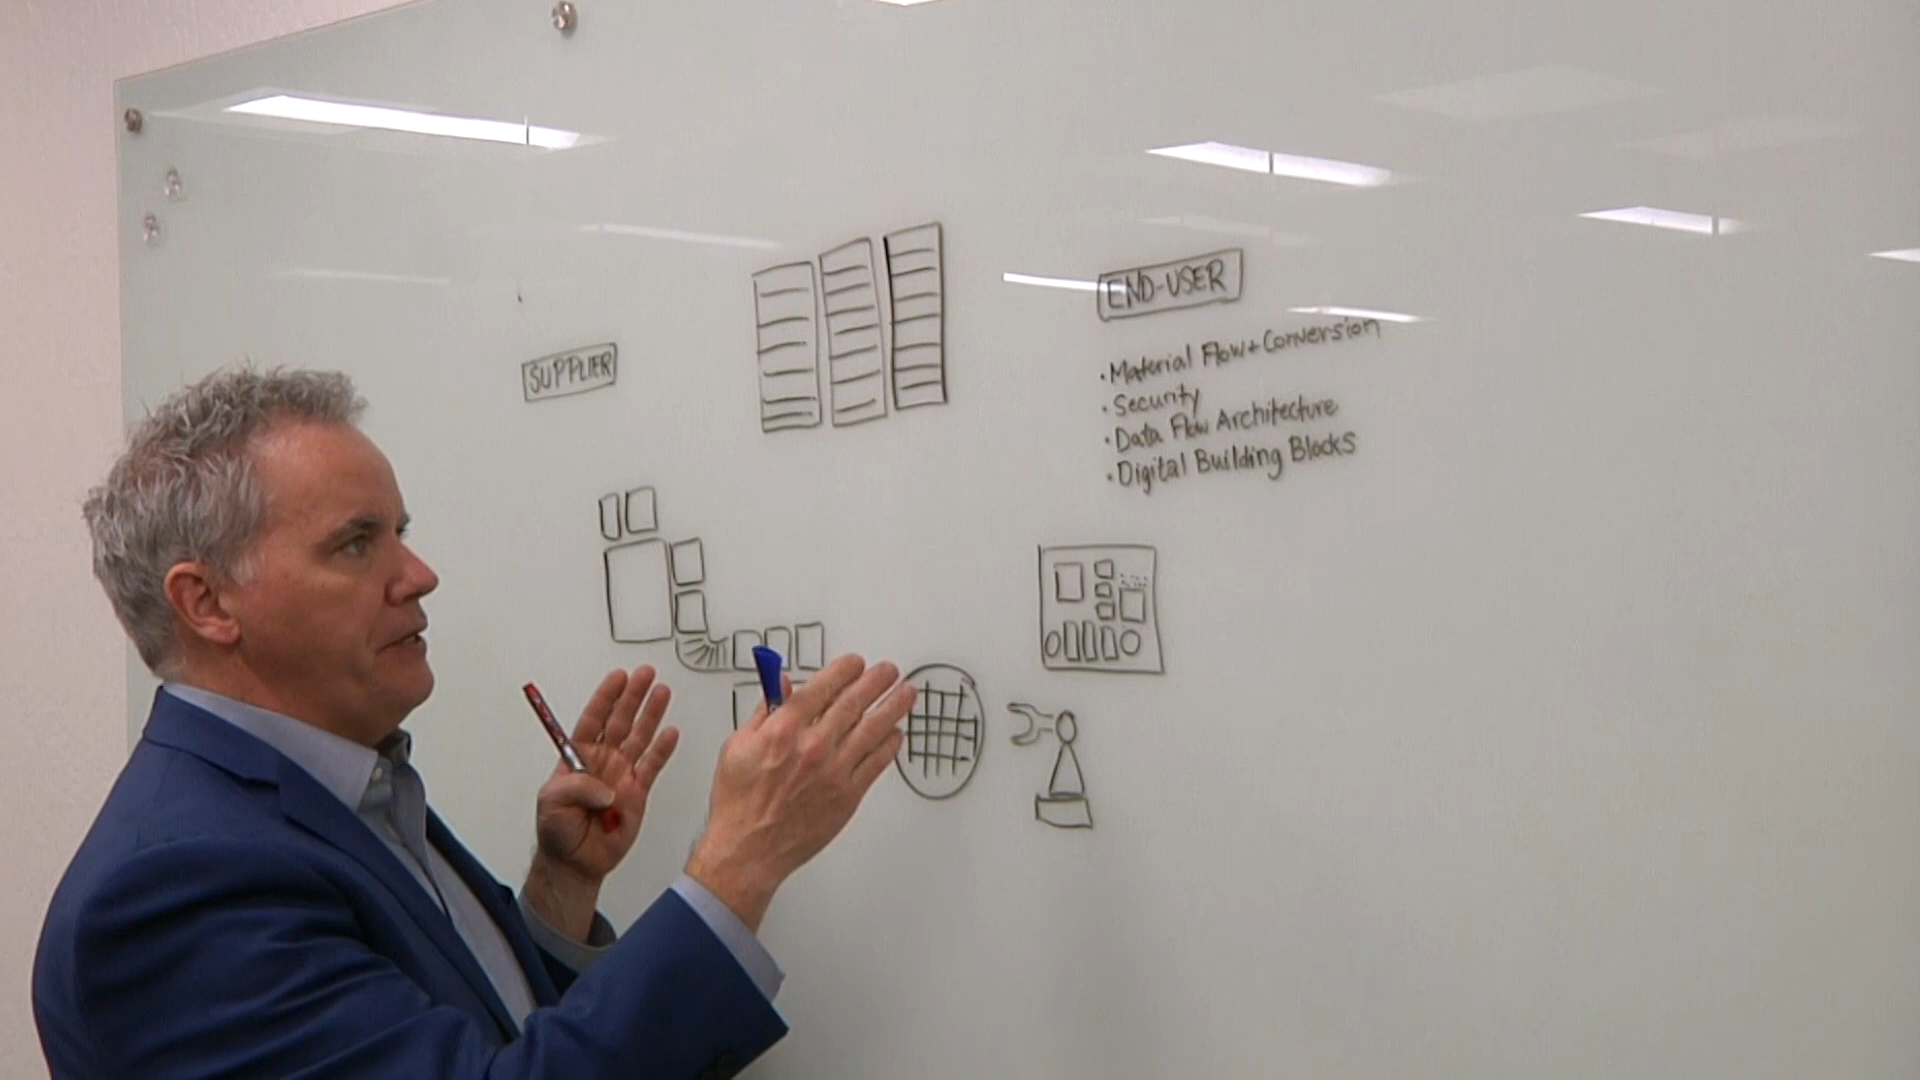 SUPPLIER
END-USER
• Material Flow + Conversion
• Security
• Data Flow Architecture
• Digital Building Blocks